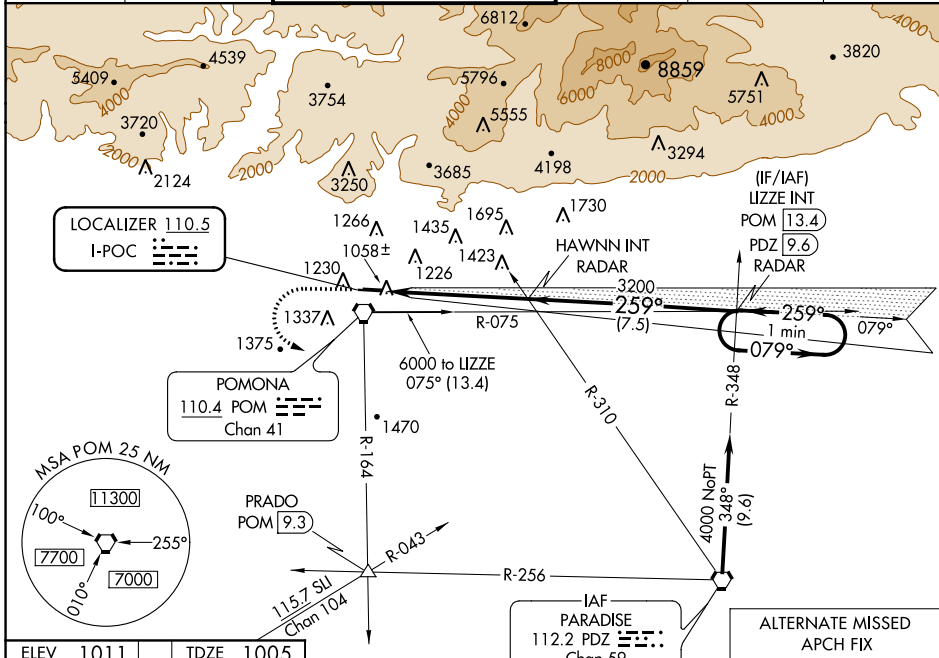 6812
4000
4539
5409
4000
3754
5796
4000
5555
8000
8859
6000
3820
5751
4000
3720
2000
2124
3250
2000
3685
4198
3294
2000
(IF/IAF)
LIZZE INT
POM 13.4
PDZ 9.6
RADAR
LOCALIZER 110.5
I-POC
1266
1058±
1435
1695
1730
1423
1226
1230
HAWNN INT
RADAR
3200
259°
(7.5)
259°
079°
1 min
079°
1337
1375
R-075
6000 to LIZZE
075° (13.4)
POMONA
110.4 POM
Chan 41
1470
R-164
R-310
R-348
4000 NoPT
348°
(9.6)
MSA POM 25 NM
11300
100°
255°
7700
7000
010°
PRADO
POM 9.3
R-043
R-256
115.7 SLI
Chan 104
IAF
PARADISE
112.2 PDZ
Chan 59
ALTERNATE MISSED
APCH FIX
ELEV 1011
TDZE 1005